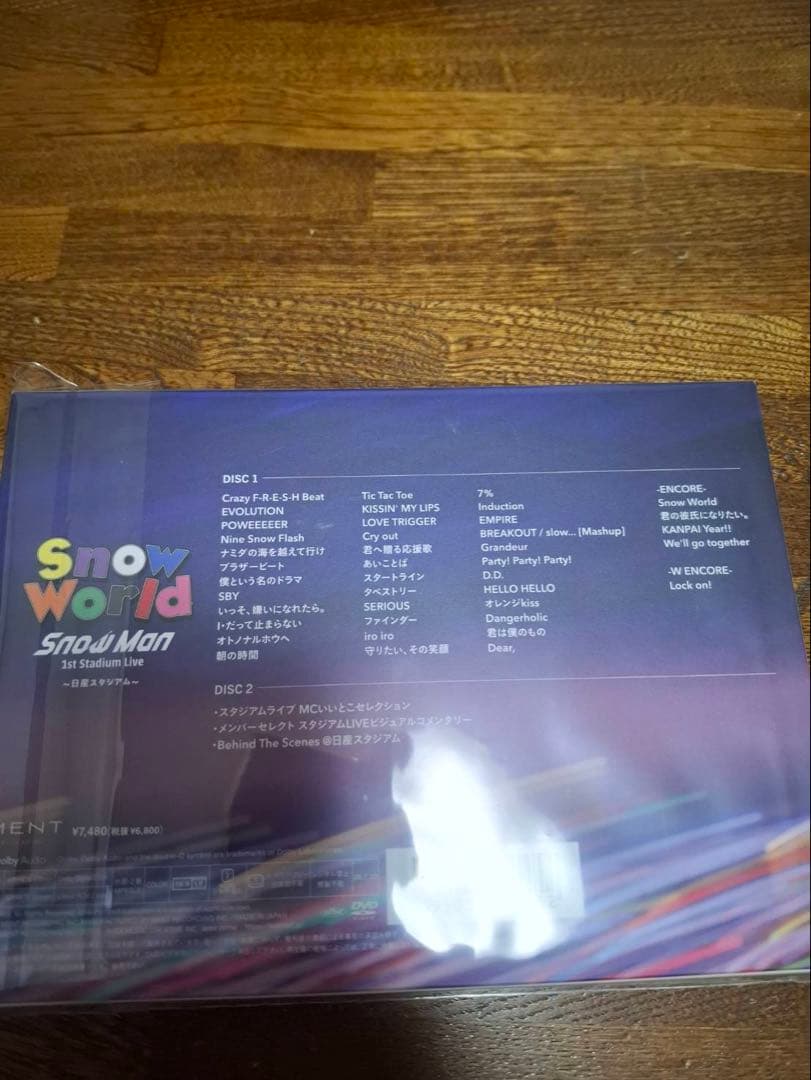 DISC 1
Crazy F-R-E-S-H Beat
EVOLUTION
POWEEEEER
Nine Snow Flash
ナミダの海を越えて行け
ブラザービート
僕という名のドラマ
SBY
いっそ、嫌いになれたら。
I・だって止まらない
オトノナルホウヘ
朝の時間
Tic Tac Toe
KISSIN' MY LIPS
LOVE TRIGGER
Cry out
君へ贈る応援歌
あいことば
スタートライン
タペストリー
SERIOUS
ファインダー
iro iro
守りたい、その笑顔
7%
Induction
EMPIRE
BREAKOUT / slow... [Mashup]
Grandeur
Party! Party! Party!
D.D.
HELLO HELLO
オレンジkiss
Dangerholic
君は僕のもの
Dear,
-ENCORE-
Snow World
君の彼氏になりたい。
KANPAI Year!!
We'll go together
-W ENCORE-
Lock on!
Snow
World
Snow Man
1st Stadium Live
～日産スタジアム～
DISC 2
・スタジアムライブ MCいいとこセレクション
・メンバーセレクト スタジアムLIVEビジュアルコメンタリー
・Behind The Scenes @日産スタジアム
MENT
¥7,480[税抜 ¥6,800]
Dolby Audio
COLOR
DVD